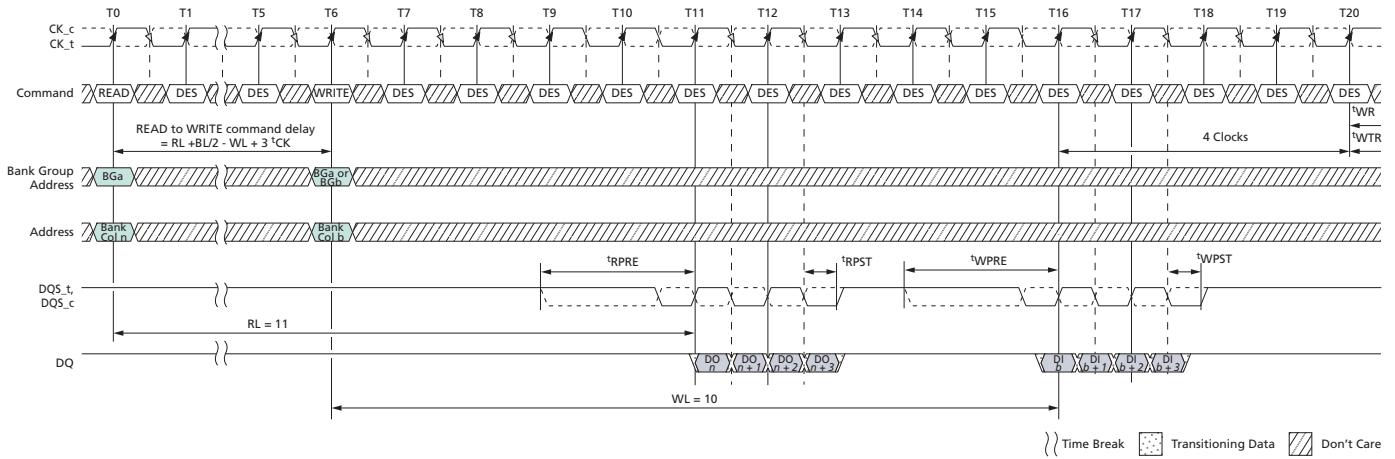 T0 T1 T5 T6 T7 T8 T9 T10 T11 T12 T13 T14 T15 T16 T17 T18 T19 T20
CK_c
CK_t
Command READ DES DES WRITE DES DES DES DES DES DES DES DES DES DES DES DES DES DES
tWR
READ to WRITE command delay
= RL +BL/2 - WL + 3 tCK
4 Clocks
tWTR
Bank Group
Address
BGa
BGa or
BGb
Address
Bank
Col n
Bank
Col b
tRPRE tRPST tWPRE tWPST
DQS_t,
DQS_c
RL = 11
DQ
DO
n
DO
n + 1
DO
n + 2
DO
n + 3
DI
b
DI
b + 1
DI
b + 2
DI
b + 3
WL = 10
Time Break Transitioning Data Don't Care